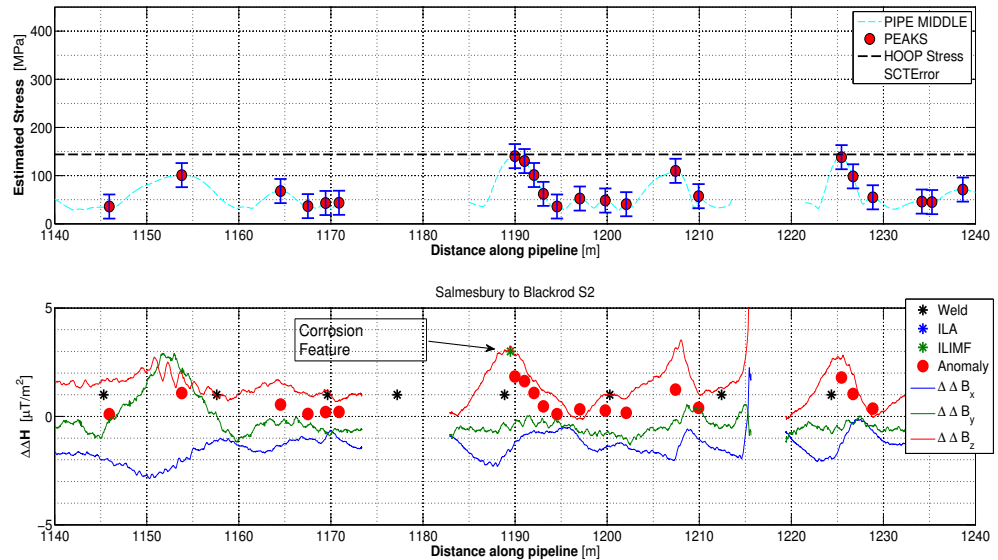 450
400
300
200
100
0
Estimated Stress [MPa]
PIPE MIDDLE
PEAKS
HOOP Stress
SCTError
1140 1150 1160 1170 1180 1190 1200 1210 1220 1230 1240
Distance along pipeline [m]
Salmesbury to Blackrod S2
5
0
−5
ΔΔH [μT/m²]
Corrosion
Feature
Weld
ILA
ILIMF
Anomaly
Δ Δ B_x
Δ Δ B_y
Δ Δ B_z
1140 1150 1160 1170 1180 1190 1200 1210 1220 1230 1240
Distance along pipeline [m]